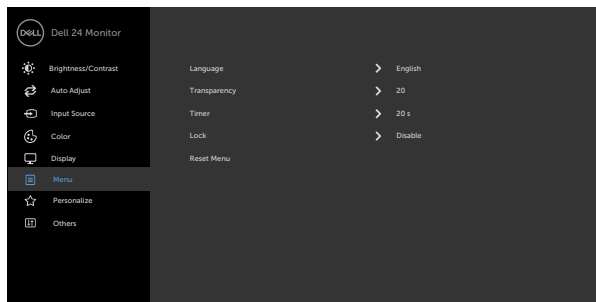 DELL Dell 24 Monitor
Brightness/Contrast Language English
Auto Adjust Transparency 20
Input Source Timer 20 s
Color Lock Disable
Display Reset Menu
Menu
Personalize
Others